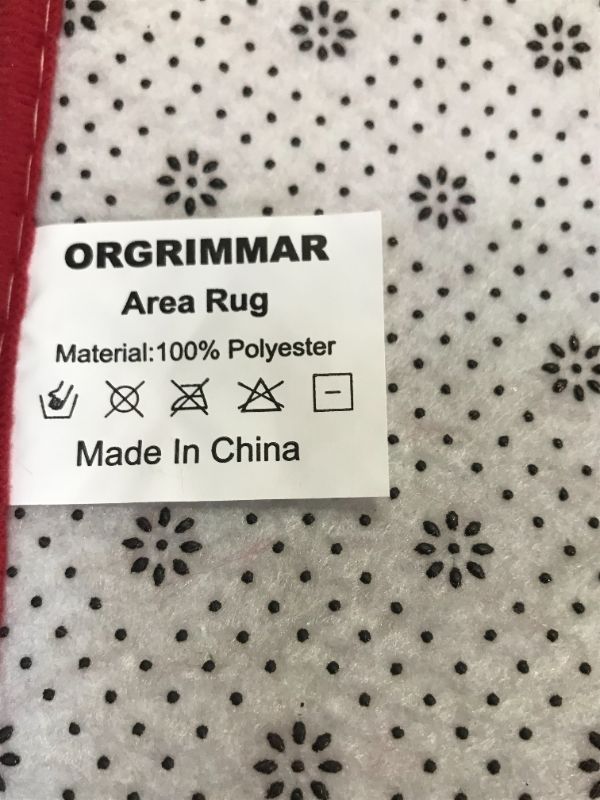 ORGRIMMAR
Area Rug
Material:100% Polyester
Made In China